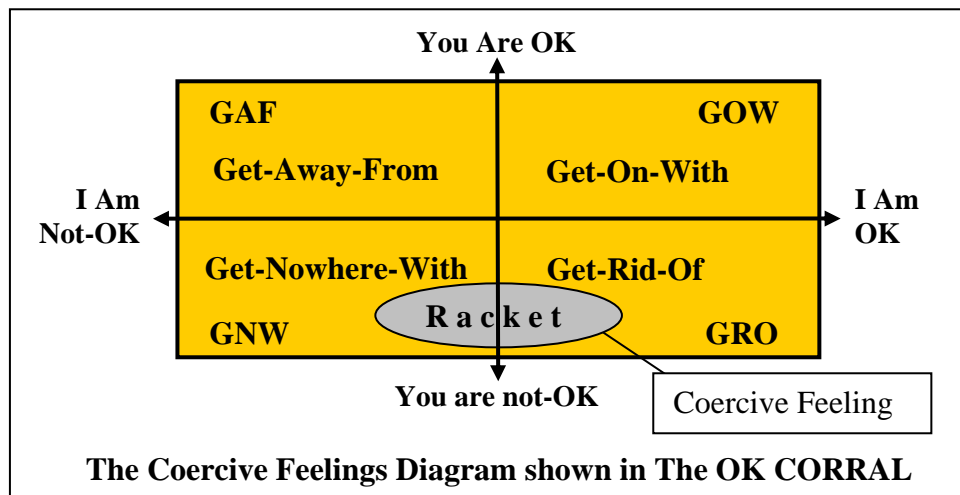 You Are OK
GAF
GOW
Get-Away-From
Get-On-With
I Am
Not-OK
I Am
OK
Get-Nowhere-With
Get-Rid-Of
R a c k e t
GNW
GRO
You are not-OK
Coercive Feeling
The Coercive Feelings Diagram shown in The OK CORRAL